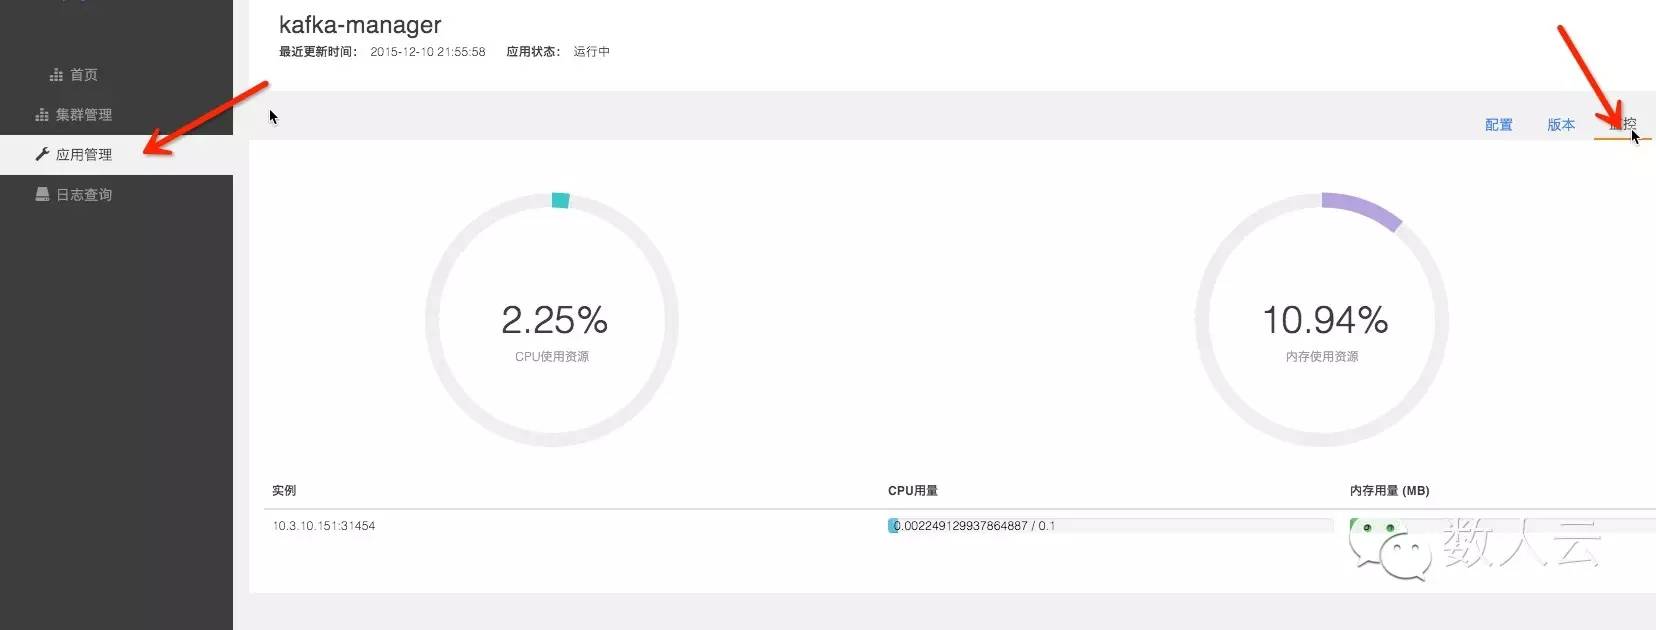 kafka-manager
最近更新时间： 2015-12-10 21:55:58 应用状态： 运行中
首页
集群管理
应用管理
日志查询
配置 版本 监控
2.25%
CPU使用资源
10.94%
内存使用资源
实例 CPU用量 内存用量 (MB)
10.3.10.151:31454 0.002249129937864887 / 0.1
数人云